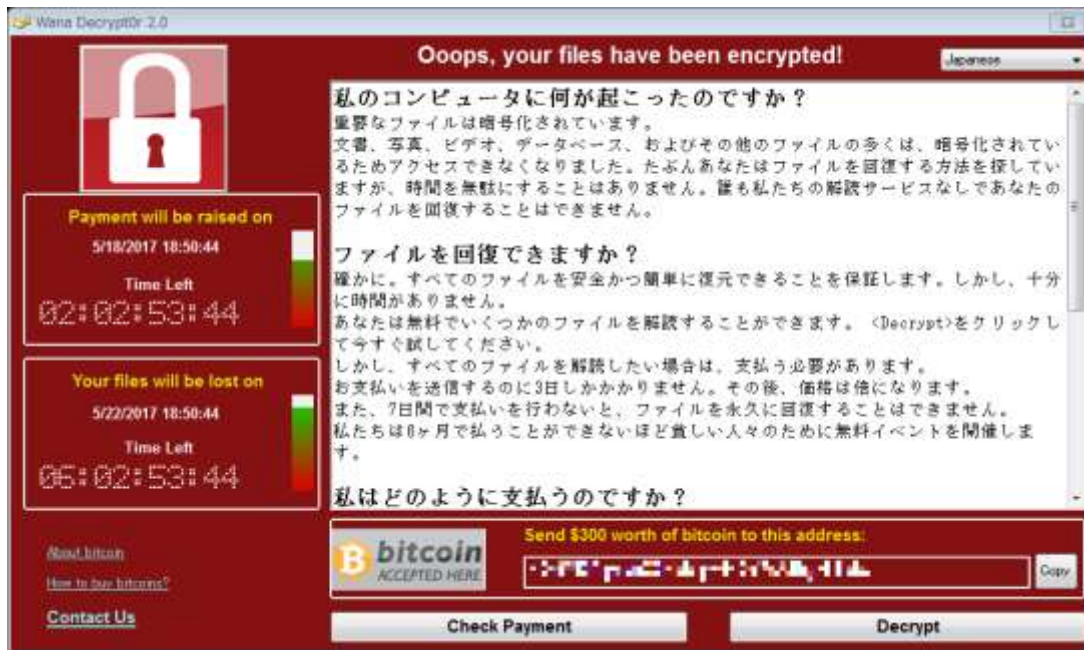 Wana Decrypt0r 2.0
Ooops, your files have been encrypted!
Japanese
Payment will be raised on
5/18/2017 18:50:44
Time Left
02:02:53:44
Your files will be lost on
5/22/2017 18:50:44
Time Left
06:02:53:44
About bitcoin
How to buy bitcoins?
Contact Us
私のコンピュータに何が起こったのですか？
重要なファイルは暗号化されています。
文書、写真、ビデオ、データベース、およびその他のファイルの多くは、暗号化されてい
るためアクセスできなくなりました。たぶんあなたはファイルを回復する方法を探してい
ますが、時間を無駄にすることはありません。誰も私たちの解読サービスなしであなたの
ファイルを回復することはできません。
ファイルを回復できますか？
確かに。すべてのファイルを安全かつ簡単に復元できることを保証します。しかし、十分
に時間がありません。
あなたは無料でいくつかのファイルを解読することができます。 <Decrypt>をクリックし
て今すぐ試してください。
しかし、すべてのファイルを解読したい場合は、支払う必要があります。
お支払いを送信するのに3日しかかかりません。その後、価格は倍になります。
また、7日間で支払いを行わないと、ファイルを永久に回復することはできません。
私たちは6ヶ月で払うことができないほど貧しい人々のために無料イベントを開催しま
す。
私はどのように支払うのですか？
bitcoin
ACCEPTED HERE
Send $300 worth of bitcoin to this address:
Copy
Check Payment
Decrypt